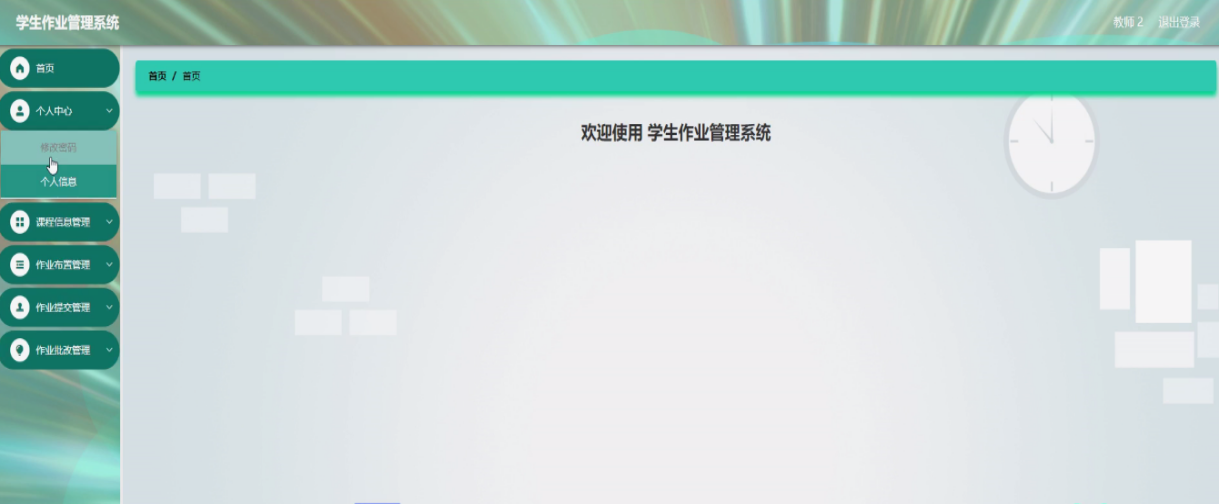 学生作业管理系统
教师 2 退出登录
首页
首页 / 首页
个人中心
欢迎使用 学生作业管理系统
修改密码
个人信息
课程信息管理
作业布置管理
作业提交管理
作业批改管理